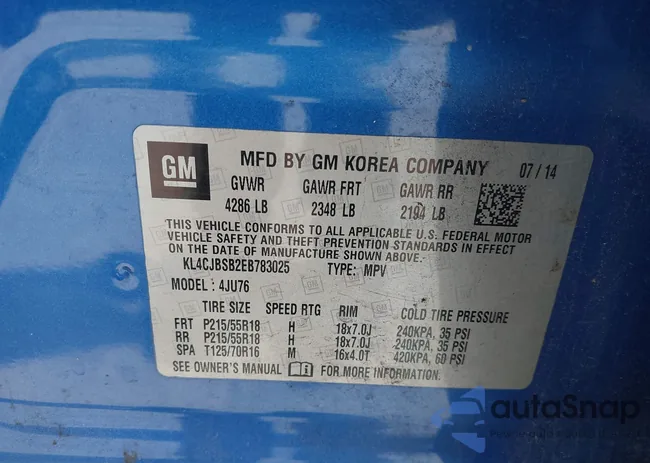 GM MFD BY GM KOREA COMPANY 07/14
GVWR GAWR FRT GAWR RR
4286 LB 2348 LB 2194 LB
THIS VEHICLE CONFORMS TO ALL APPLICABLE U.S. FEDERAL MOTOR
VEHICLE SAFETY AND THEFT PREVENTION STANDARDS IN EFFECT
ON THE DATE OF MANUFACTURE SHOWN ABOVE.
KL4CJBSB2EB783025 TYPE: MPV
MODEL: 4JU76
TIRE SIZE SPEED RTG RIM COLD TIRE PRESSURE
FRT P215/55R18 H 18x7.0J 240KPA, 35 PSI
RR P215/55R18 H 18x7.0J 240KPA, 35 PSI
SPA T125/70R16 M 16x4.0T 420KPA, 60 PSI
SEE OWNER'S MANUAL FOR MORE INFORMATION.
autoSnap